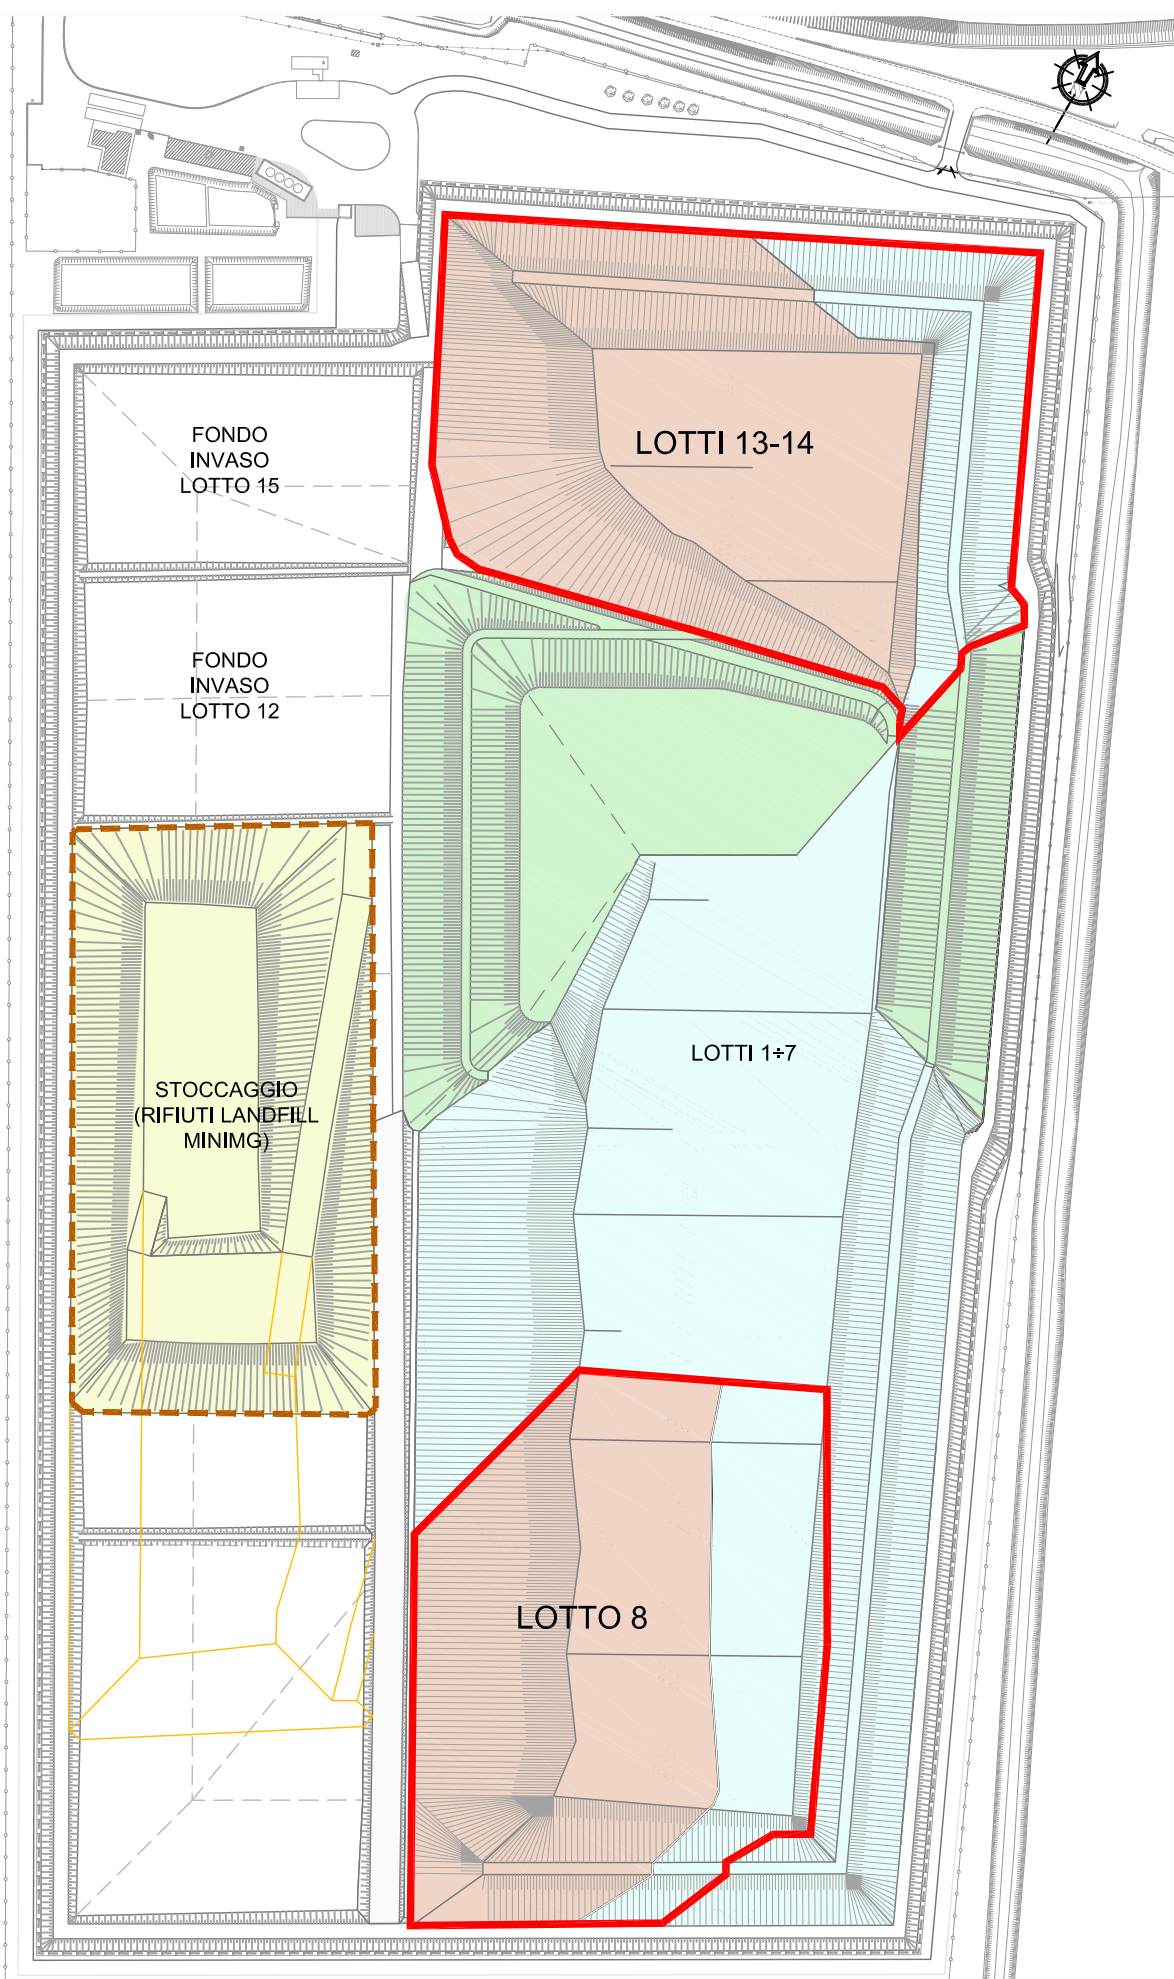 FONDO
INVASO
LOTTO 15
LOTTI 13-14
FONDO
INVASO
LOTTO 12
LOTTI 1÷7
STOCCAGGIO
(RIFIUTI LANDFILL
MINIMG)
LOTTO 8